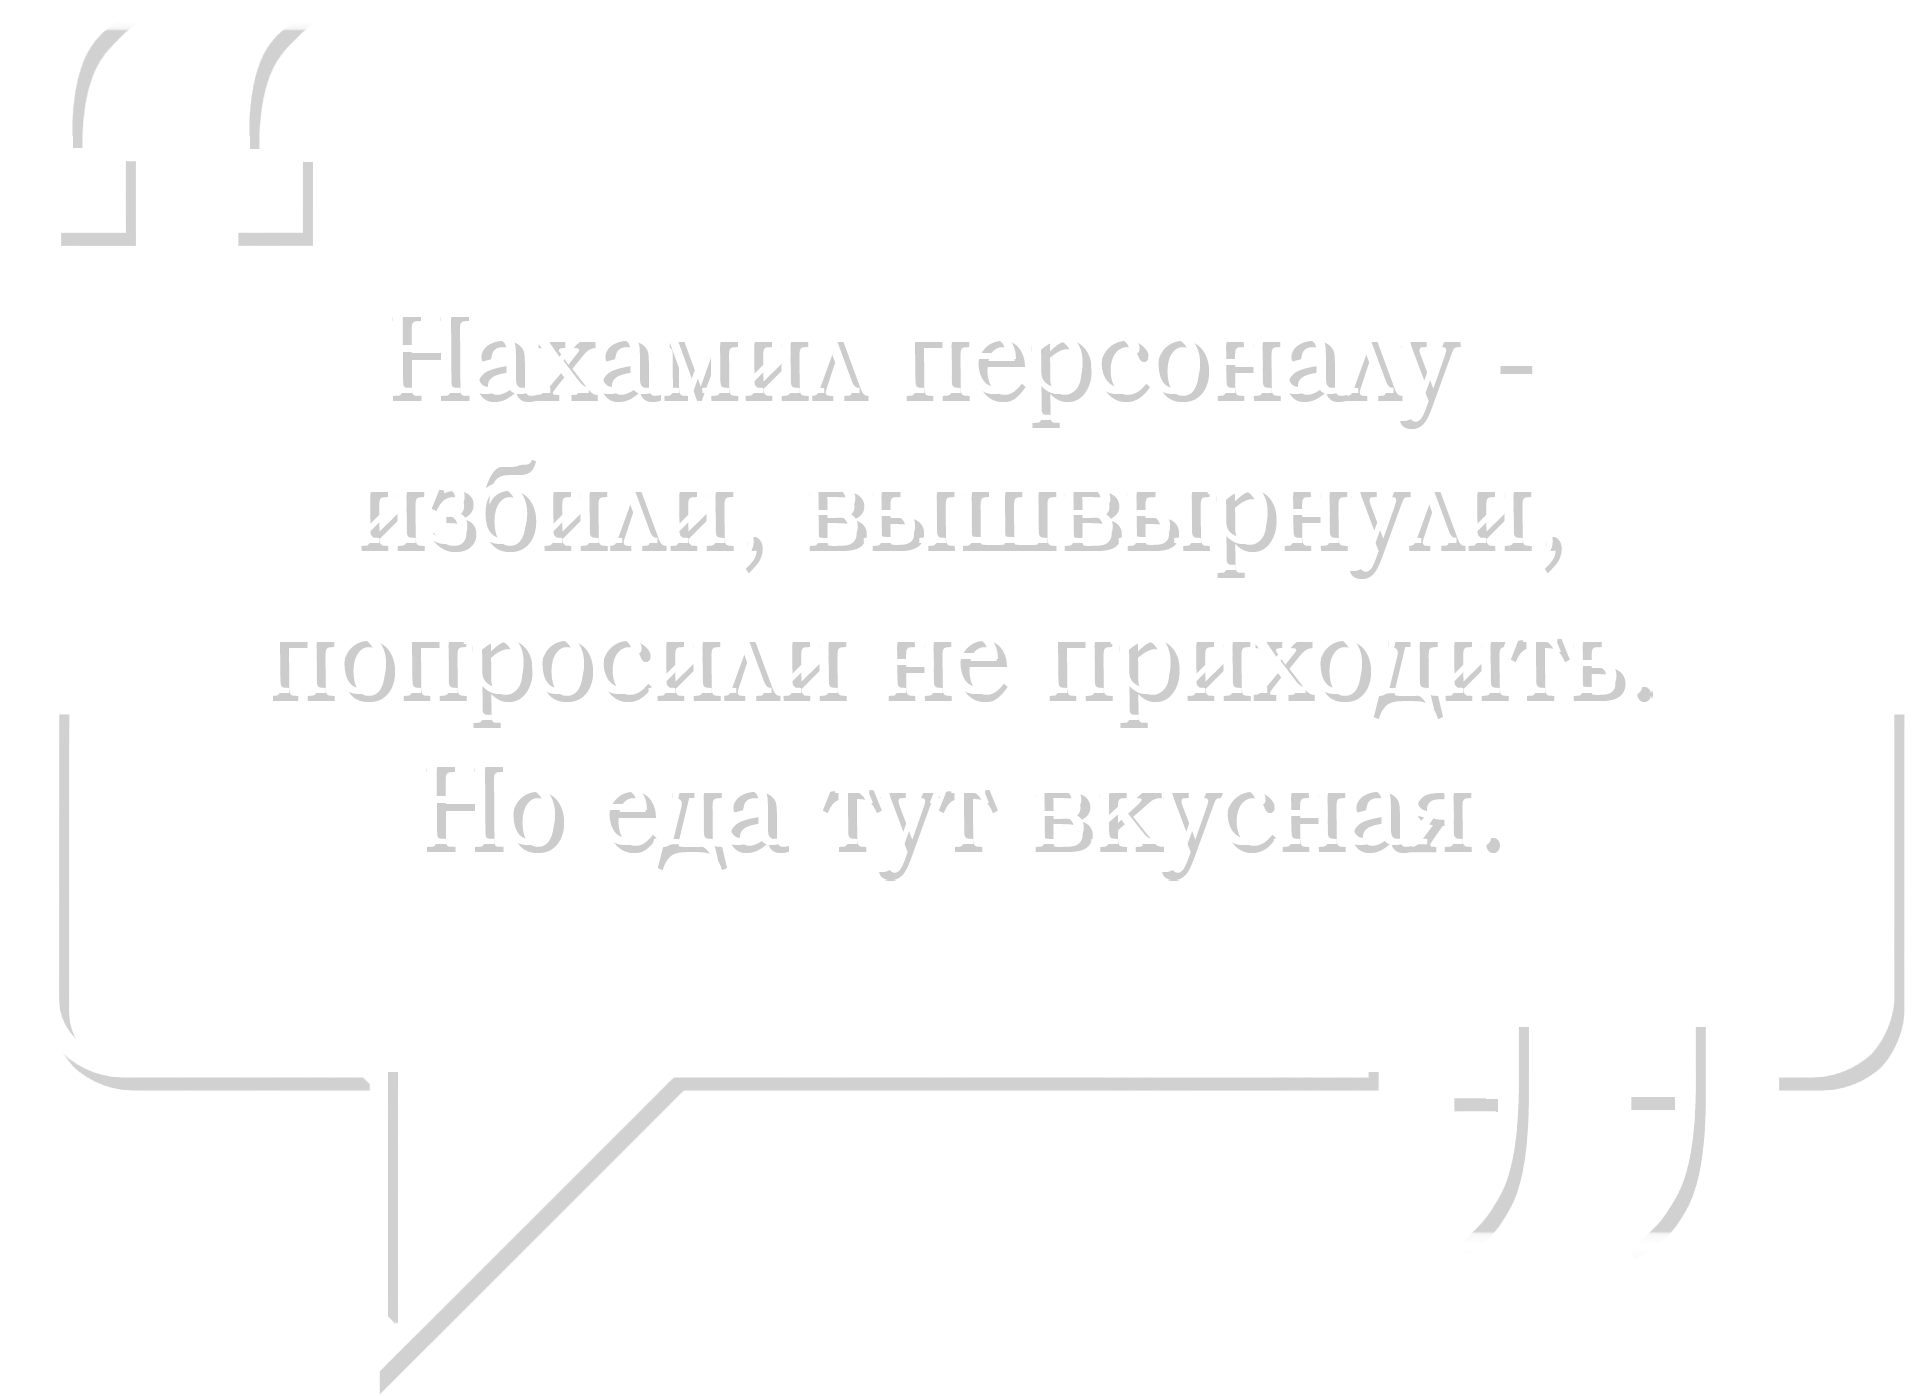 Нахамил персоналу -
избили, вышвырнули,
попросили не приходить.
Но еда тут вкусная.